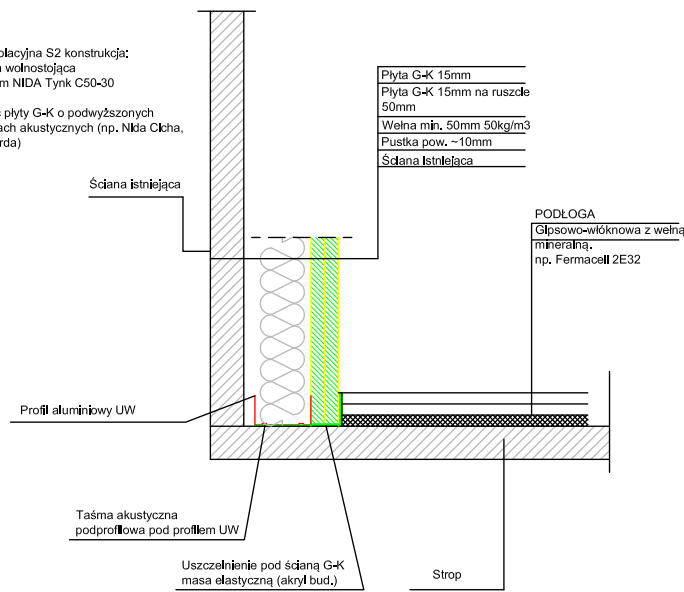 olacyjna S2 konstrukcja:
wolnostojąca
m NIDA Tynk C50-30
płyty G-K o podwyższonych
ach akustycznych (np. Nida Cicha,
rda)
Ściana istniejąca
Płyta G-K 15mm
Płyta G-K 15mm na ruszcie
50mm
Wełna min. 50mm 50kg/m3
Pustka pow. ~10mm
Ściana istniejąca
PODŁOGA
Gipsowo-włóknowa z wełną
mineralną.
np. Fermacell 2E32
Profil aluminiowy UW
Taśma akustyczna
podprofilowa pod profilem UW
Uszczelnienie pod ścianą G-K
masa elastyczną (akryl bud.)
Strop